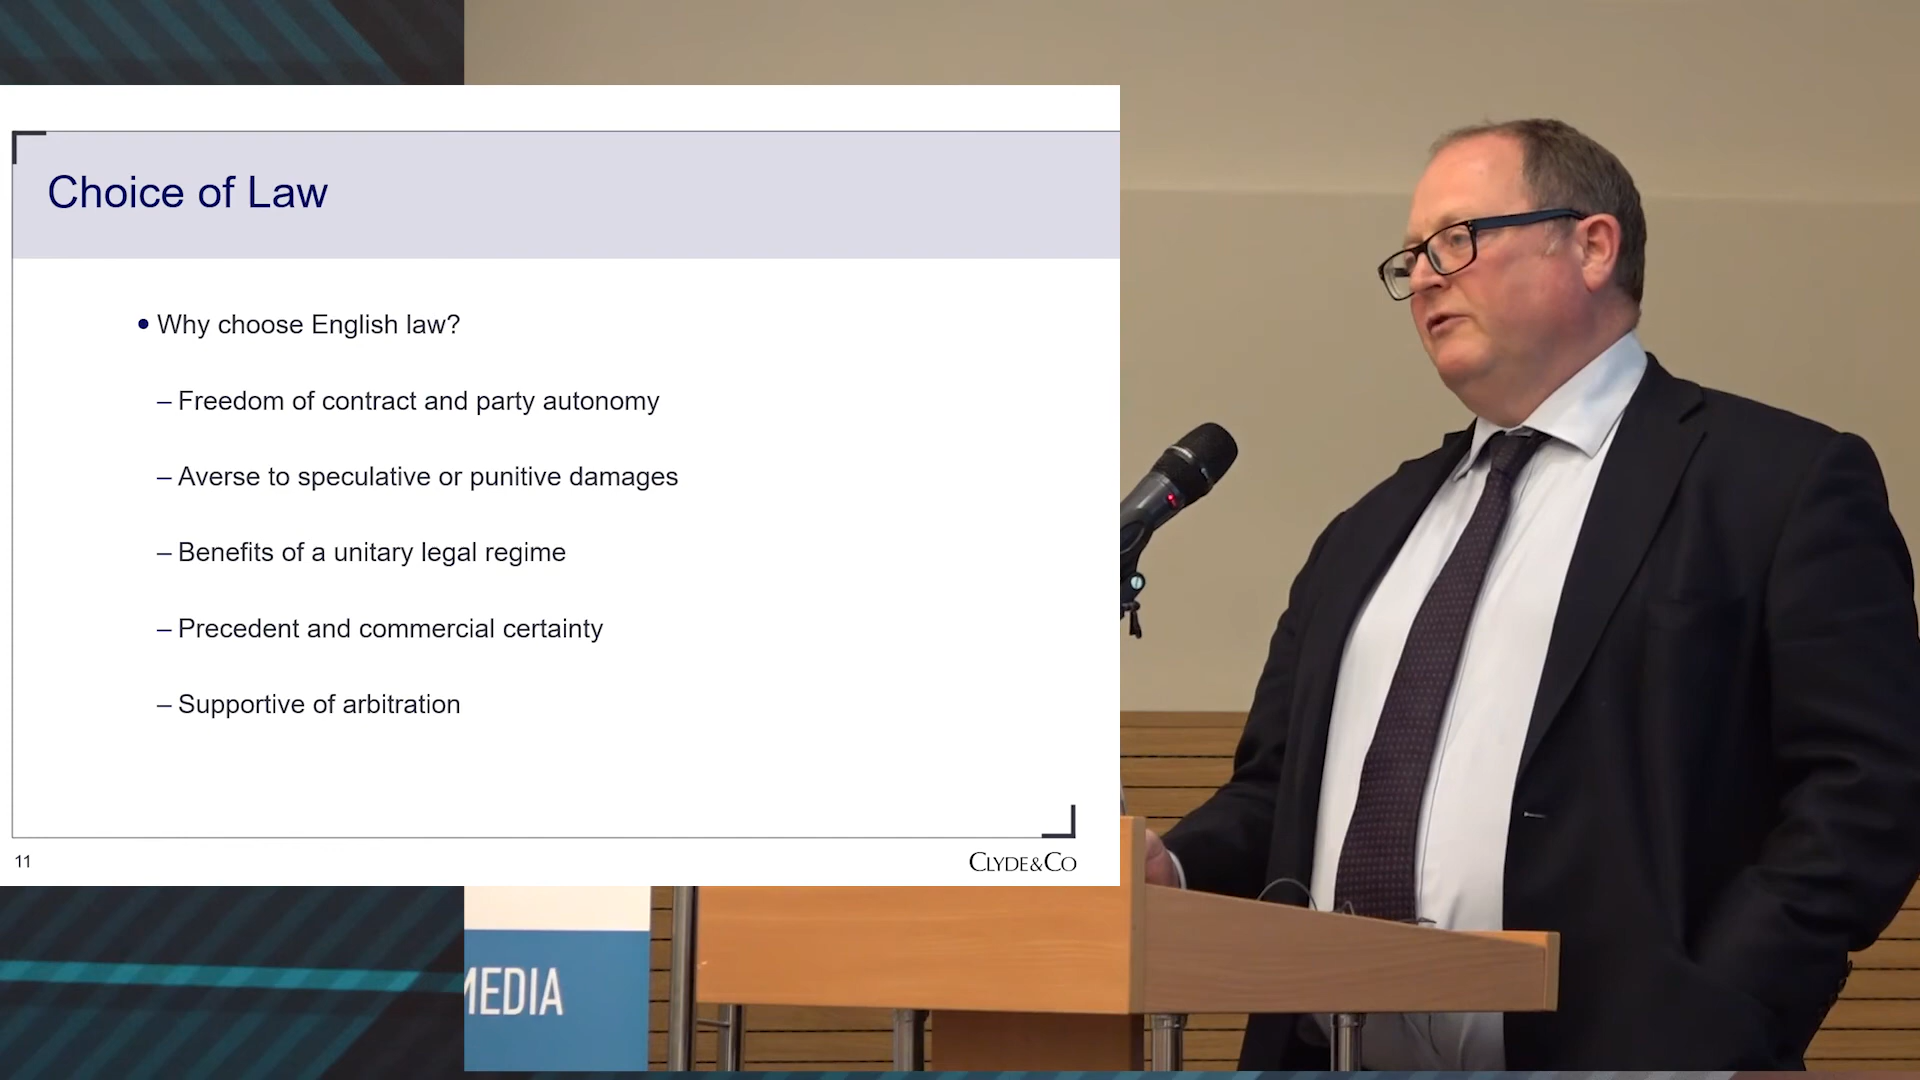 Choice of Law
• Why choose English law?
– Freedom of contract and party autonomy
– Averse to speculative or punitive damages
– Benefits of a unitary legal regime
– Precedent and commercial certainty
– Supportive of arbitration
11
CLYDE&CO
MEDIA